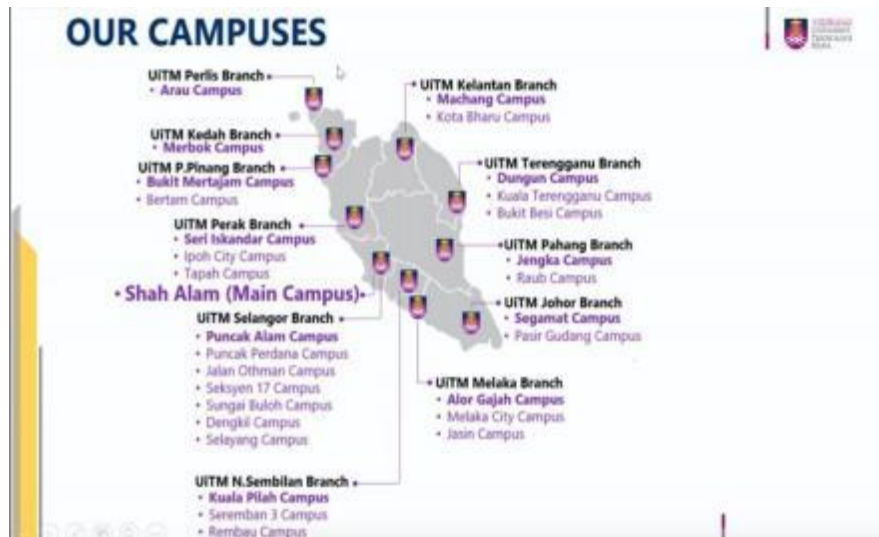 OUR CAMPUSES
UiTM Perlis Branch
• Arau Campus
UiTM Kedah Branch
• Merbok Campus
UiTM P.Pinang Branch
• Bukit Mertajam Campus
• Bertam Campus
UiTM Perak Branch
• Seri Iskandar Campus
• Ipoh City Campus
• Tapah Campus
• Shah Alam (Main Campus)
UiTM Selangor Branch
• Puncak Alam Campus
• Puncak Perdana Campus
• Jalan Othman Campus
• Seksyen 17 Campus
• Sungai Buloh Campus
• Dengkil Campus
• Selayang Campus
UiTM N.Sembilan Branch
• Kuala Pilah Campus
• Seremban 3 Campus
• Rembau Campus
UiTM Kelantan Branch
• Machang Campus
• Kota Bharu Campus
UiTM Terengganu Branch
• Dungun Campus
• Kuala Terengganu Campus
• Bukit Besi Campus
UiTM Pahang Branch
• Jengka Campus
• Raub Campus
UiTM Johor Branch
• Segamat Campus
• Pasir Gudang Campus
UiTM Melaka Branch
• Alor Gajah Campus
• Melaka City Campus
• Jasin Campus